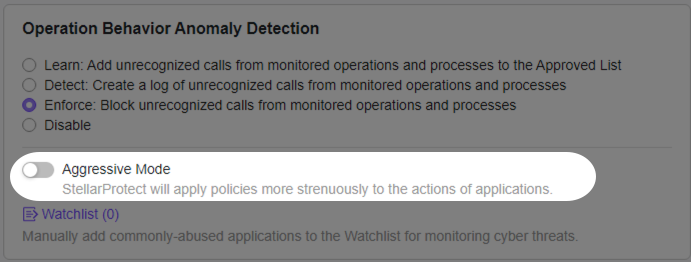 Operation Behavior Anomaly Detection
Learn: Add unrecognized calls from monitored operations and processes to the Approved List
Detect: Create a log of unrecognized calls from monitored operations and processes
Enforce: Block unrecognized calls from monitored operations and processes
Disable
Aggressive Mode
StellarProtect will apply policies more strenuously to the actions of applications.
Watchlist (0)
Manually add commonly-abused applications to the Watchlist for monitoring cyber threats.